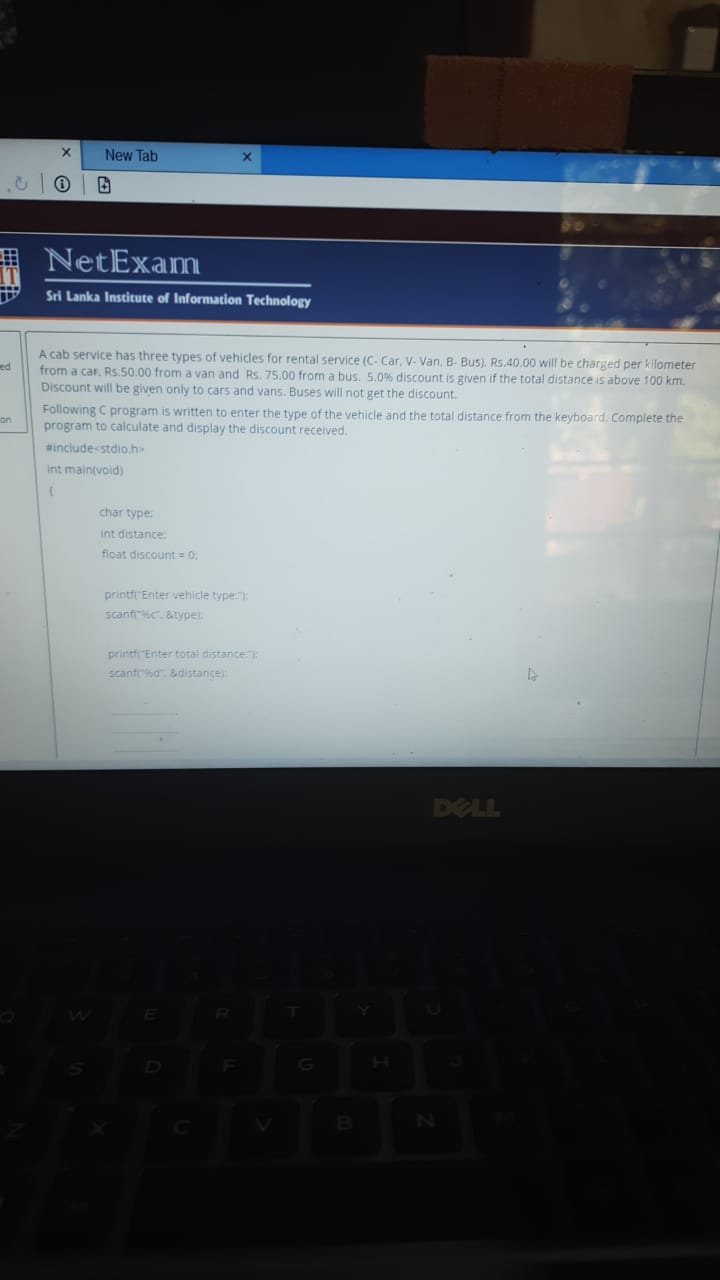 × New Tab ×
IT
NetExam
Sri Lanka Institute of Information Technology
ed
on
A cab service has three types of vehicles for rental service (C- Car, V- Van, B- Bus). Rs.40.00 will be charged per kilometer
from a car. Rs.50.00 from a van and Rs. 75.00 from a bus. 5.0% discount is given if the total distance is above 100 km.
Discount will be given only to cars and vans. Buses will not get the discount.
Following C program is written to enter the type of the vehicle and the total distance from the keyboard. Complete the
program to calculate and display the discount received.
#include<stdio.h>
int main(void)
{
char type;
int distance;
float discount = 0;
printf("Enter vehicle type:");
scanf("%c", &type);
printf("Enter total distance:");
scanf("%d", &distance);
DELL
Q W E R T Y U
S D F G H J
Z X C V B N M